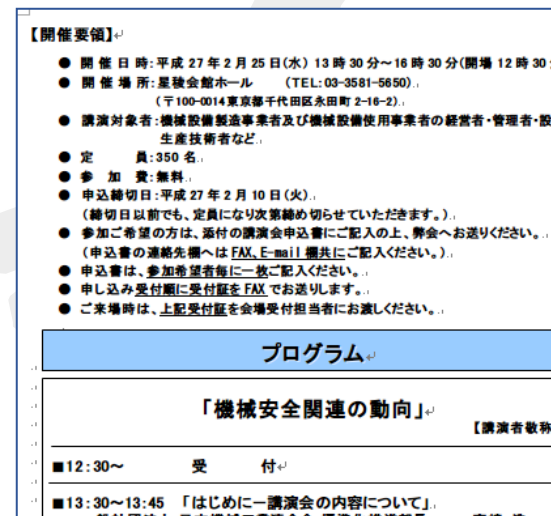 【開催要領】
● 開 催 日 時:平成 27 年 2 月 25 日(水) 13 時 30 分~16 時 30 分(開場 12 時 30
● 開 催 場 所:星稜会館ホール (TEL:03-3581-5650)
(〒100-0014 東京都千代田区永田町 2-16-2)
● 講演対象者:機械設備製造事業者及び機械設備使用事業者の経営者・管理者・設
生産技術者など
● 定 員:350 名
● 参 加 費:無料
● 申込締切日:平成 27 年 2 月 10 日(火)
(締切日以前でも、定員になり次第締め切らせていただきます。)
● 参加ご希望の方は、添付の講演会申込書にご記入の上、弊会へお送りください。
(申込書の連絡先欄へは FAX、E-mail 欄共にご記入ください。)
● 申込書は、参加希望者毎に一枚ご記入ください。
● 申し込み受付順に受付証を FAX でお送りします。
● ご来場時は、上記受付証を会場受付担当者にお渡しください。
プログラム
「機械安全関連の動向」
【講演者敬称
■12:30~ 受 付
■13:30~13:45 「はじめにー講演会の内容について」